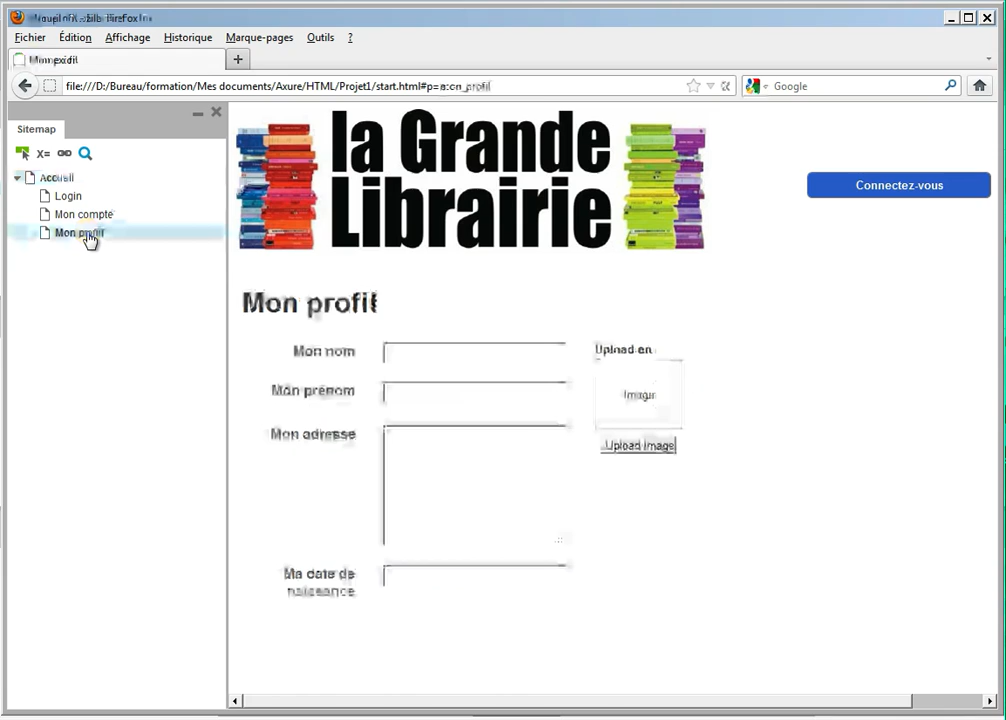 Fichier Édition Affichage Historique Marque-pages Outils ?
file:///D:/Bureau/formation/Mes documents/Axure/HTML/Projet1/start.html#p=
Google
Sitemap
X=
Accueil
Login
Mon compte
Mon profil
la Grande
Librairie
Connectez-vous
Mon profil
Mon nom
Upload en
Mon prénom
Image
Mon adresse
Upload Image
Ma date de
naissance